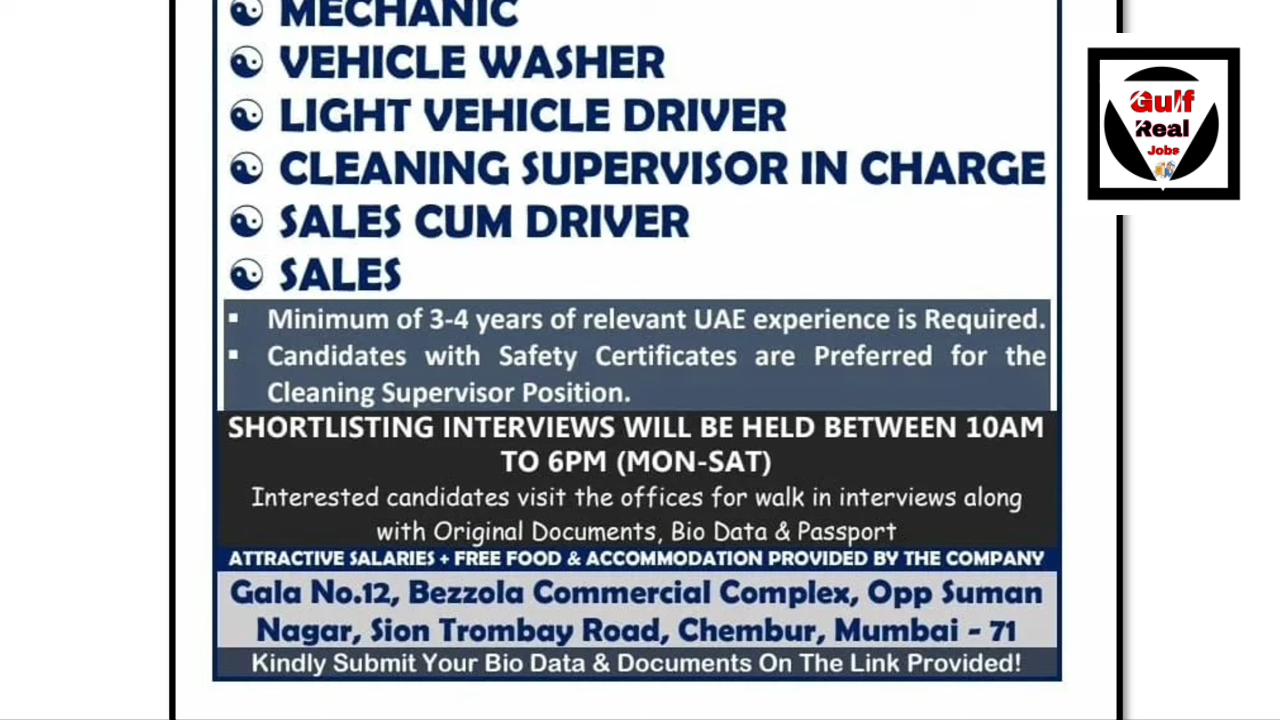 MECHANIC
VEHICLE WASHER
LIGHT VEHICLE DRIVER
CLEANING SUPERVISOR IN CHARGE
SALES CUM DRIVER
SALES
Minimum of 3-4 years of relevant UAE experience is Required.
Candidates with Safety Certificates are Preferred for the
Cleaning Supervisor Position.
SHORTLISTING INTERVIEWS WILL BE HELD BETWEEN 10AM
TO 6PM (MON-SAT)
Interested candidates visit the offices for walk in interviews along
with Original Documents, Bio Data & Passport
ATTRACTIVE SALARIES + FREE FOOD & ACCOMMODATION PROVIDED BY THE COMPANY
Gala No.12, Bezzola Commercial Complex, Opp Suman
Nagar, Sion Trombay Road, Chembur, Mumbai - 71
Kindly Submit Your Bio Data & Documents On The Link Provided!
Gulf
Real
Jobs